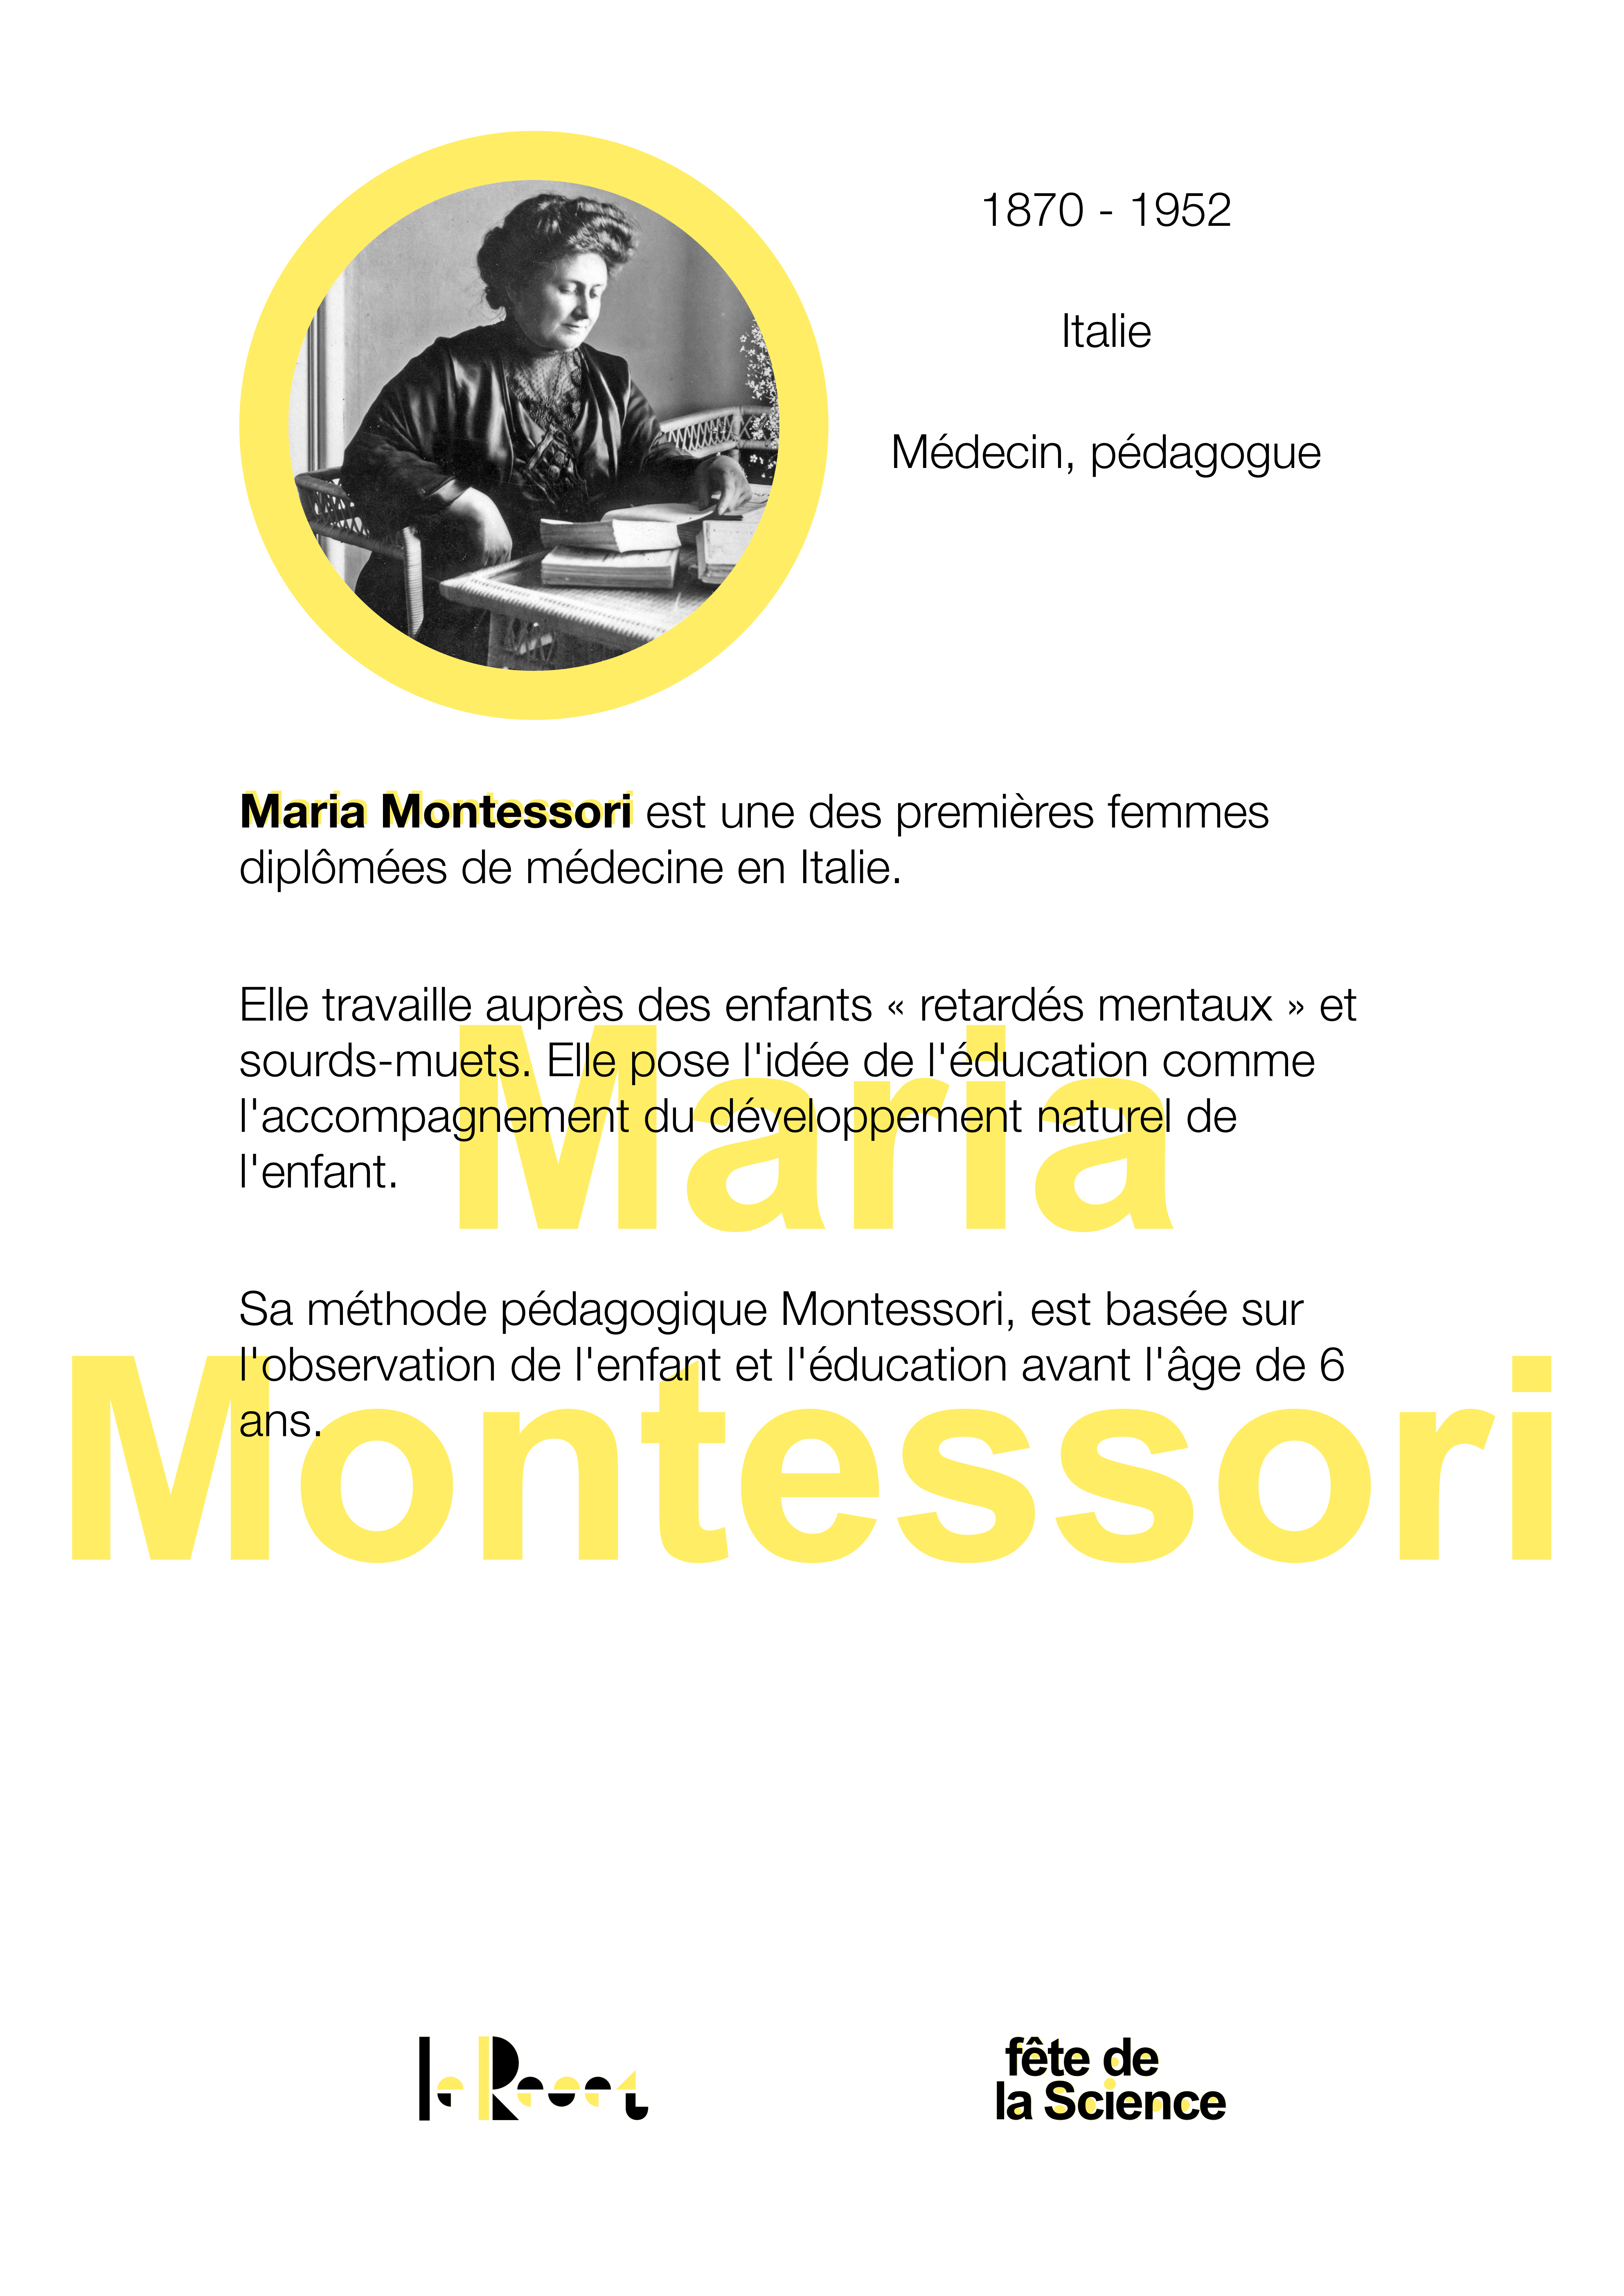 1870 - 1952
Italie
Médecin, pédagogue
Maria Montessori est une des premières femmes
diplômées de médecine en Italie.
Elle travaille auprès des enfants « retardés mentaux » et
sourds-muets. Elle pose l'idée de l'éducation comme
l'accompagnement du développement naturel de
l'enfant.
Maria
Sa méthode pédagogique Montessori, est basée sur
l'observation de l'enfant et l'éducation avant l'âge de 6
ans.
Montessori
le Reset
fête de
la Science